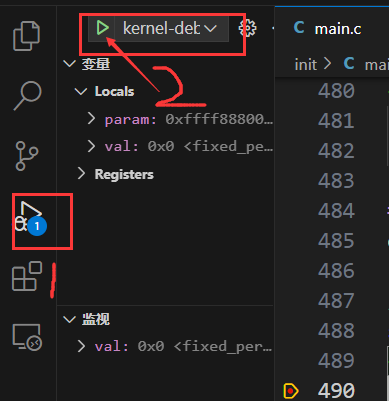 kernel-deb
main.c
变量
init > mai
Locals
param: 0xffff88800...
val: 0x0 <fixed_pe...
Registers
2
1
1
监视
val: 0x0 <fixed_per...
480
481
482
483
484
485
486
487
488
489
490